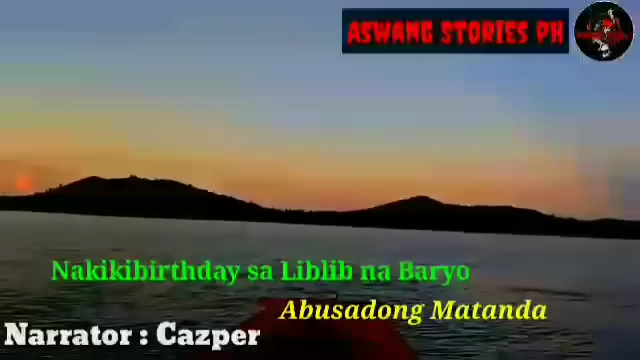 ASWANG STORIES PH
Nakikibirthday sa Liblib na Baryo
Abusadong Matanda
Narrator : Cazper